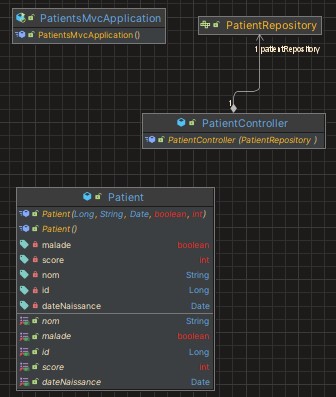 PatientsMvcApplication
PatientsMvcApplication()
PatientRepository
1 patientRepository
1
PatientController
PatientController (PatientRepository )
Patient
Patient(Long, String, Date, boolean, int)
Patient()
malade boolean
score int
nom String
id Long
dateNaissance Date
nom String
malade boolean
id Long
score int
dateNaissance Date